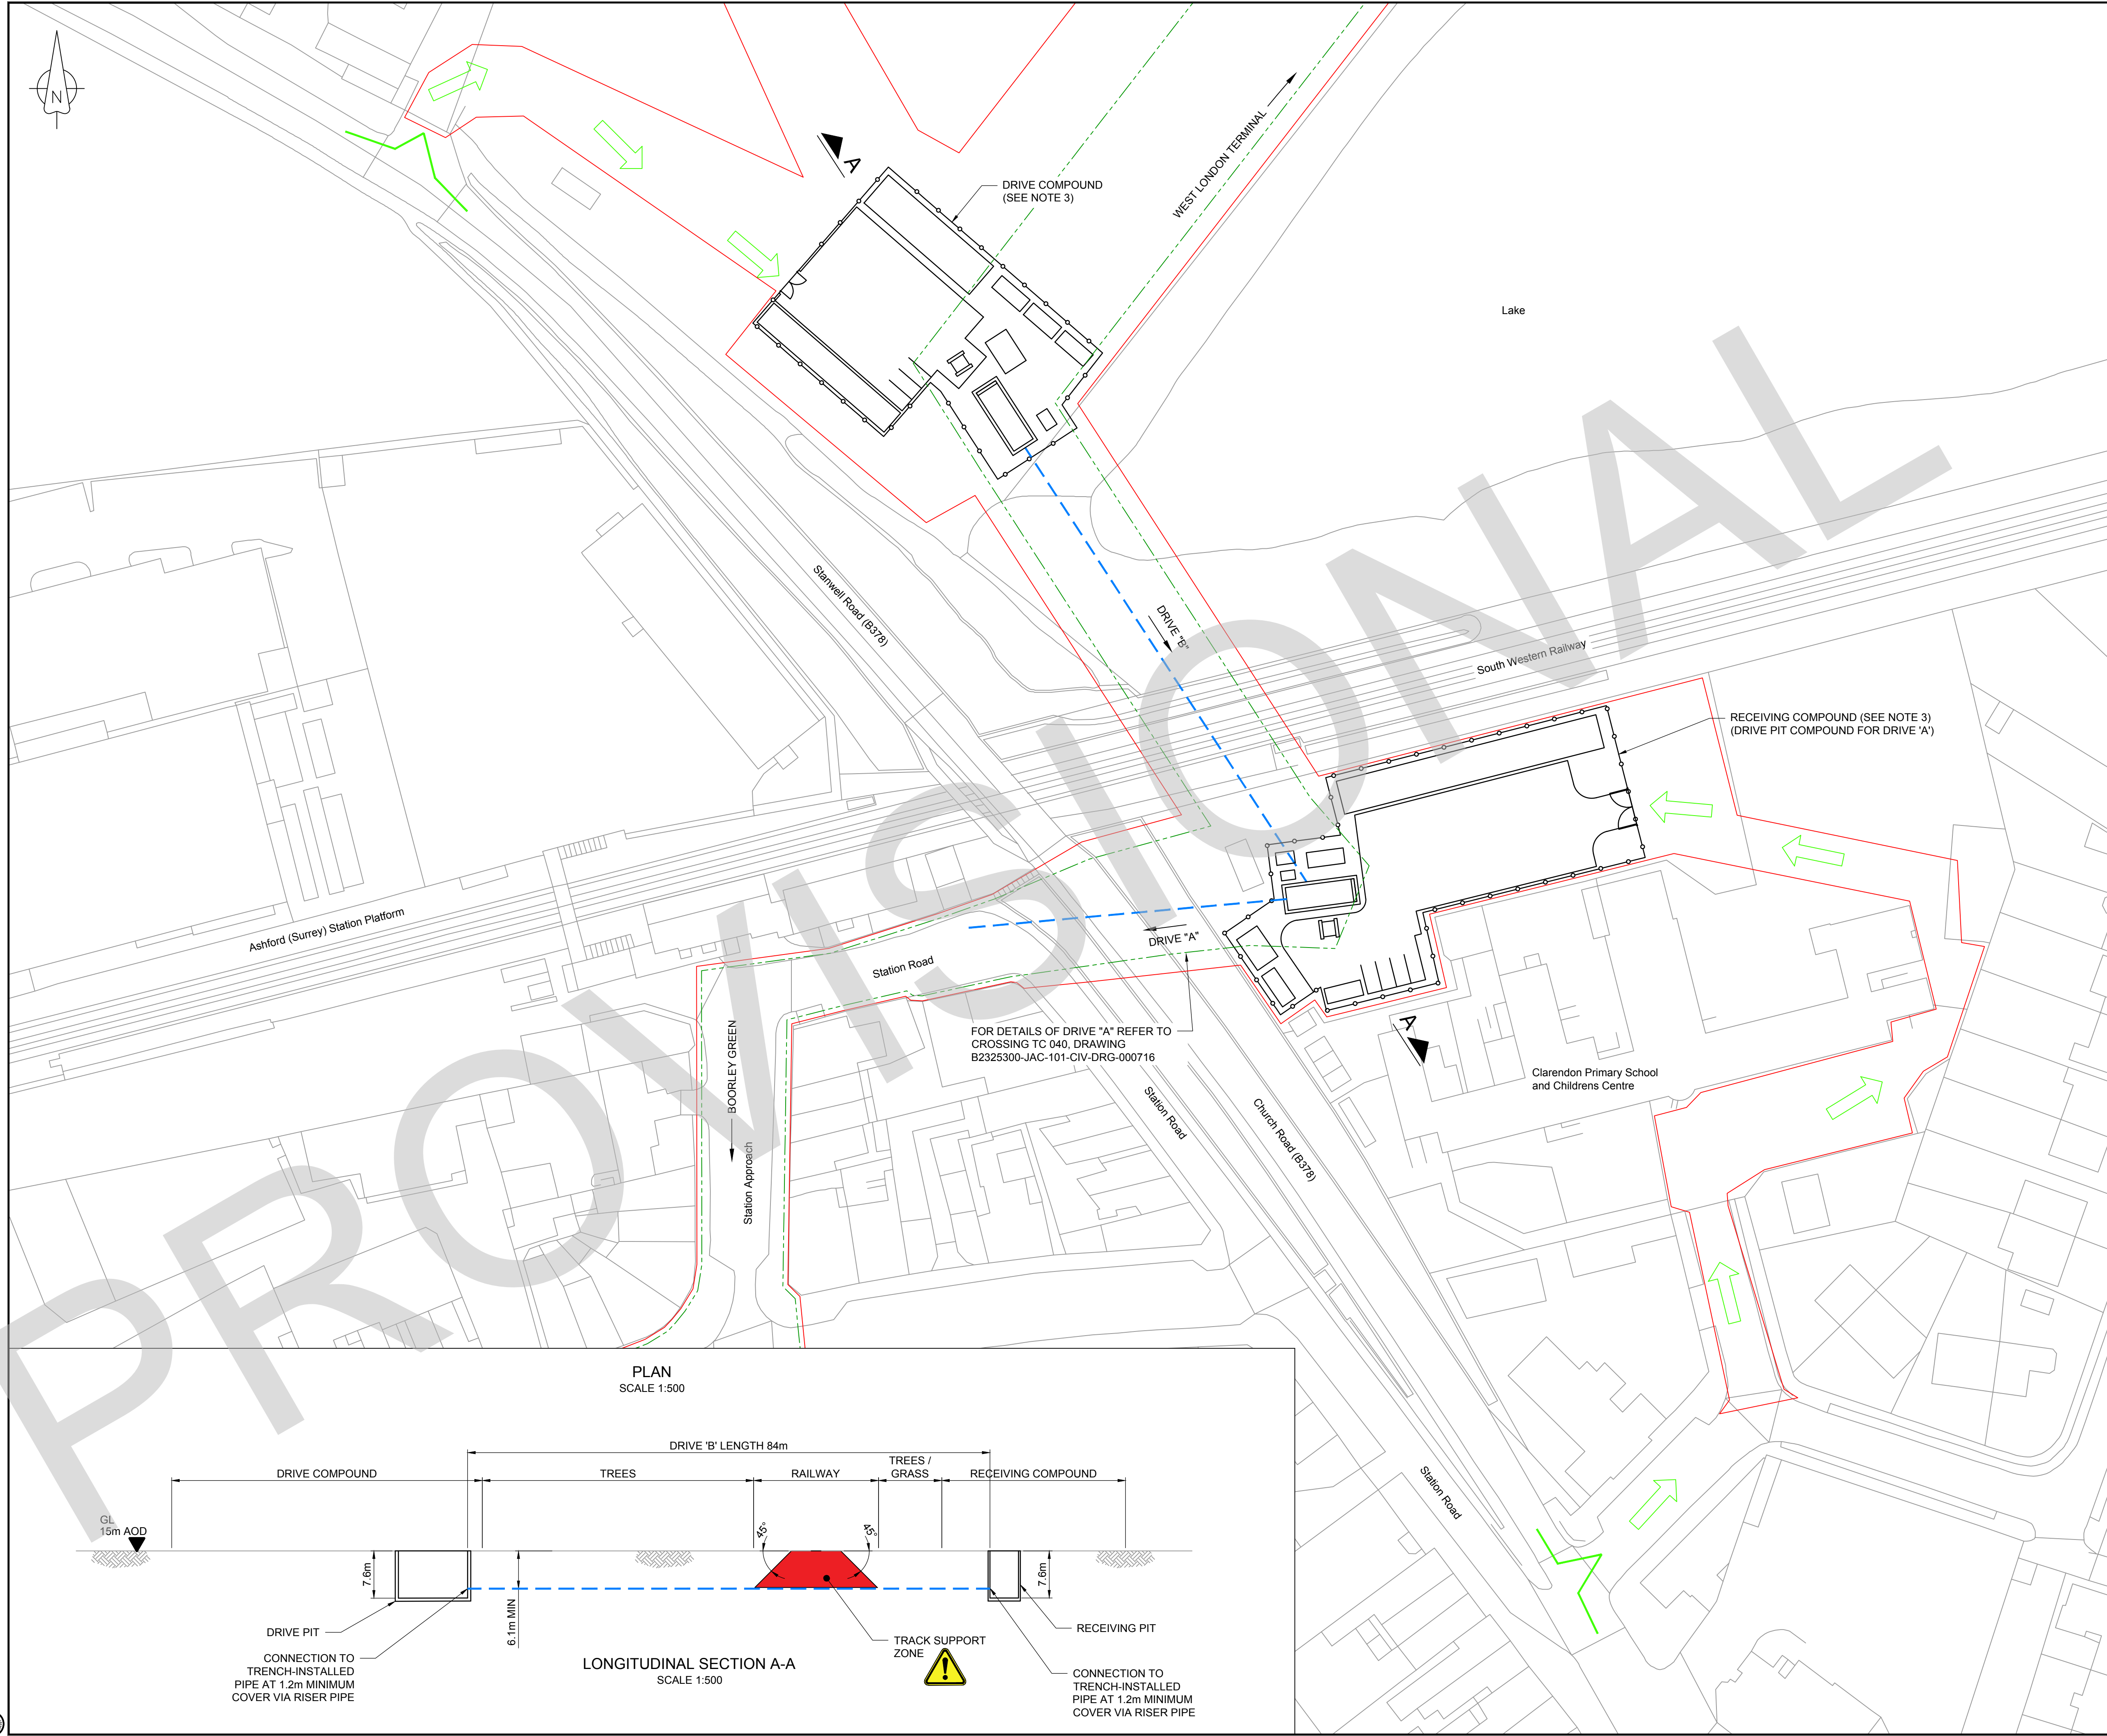 N
A
DRIVE COMPOUND
(SEE NOTE 3)
WEST LONDON TERMINAL
Lake
Stanwell Road (B378)
DRIVE "B"
South Western Railway
RECEIVING COMPOUND (SEE NOTE 3)
(DRIVE PIT COMPOUND FOR DRIVE 'A')
Ashford (Surrey) Station Platform
DRIVE "A"
Station Road
FOR DETAILS OF DRIVE "A" REFER TO
CROSSING TC 040, DRAWING
B2325300-JAC-101-CIV-DRG-000716
A
BOORLEY GREEN
Station Approach
Clarendon Primary School
and Childrens Centre
Station Road
Church Road (B378)
Station Road
PROVISIONAL
PLAN
SCALE 1:500
DRIVE 'B' LENGTH 84m
DRIVE COMPOUND
TREES
RAILWAY
TREES /
GRASS
RECEIVING COMPOUND
GL
15m AOD
45°
45°
7.6m
7.6m
6.1m MIN
DRIVE PIT
RECEIVING PIT
TRACK SUPPORT
ZONE
CONNECTION TO
TRENCH-INSTALLED
PIPE AT 1.2m MINIMUM
COVER VIA RISER PIPE
LONGITUDINAL SECTION A-A
SCALE 1:500
CONNECTION TO
TRENCH-INSTALLED
PIPE AT 1.2m MINIMUM
COVER VIA RISER PIPE